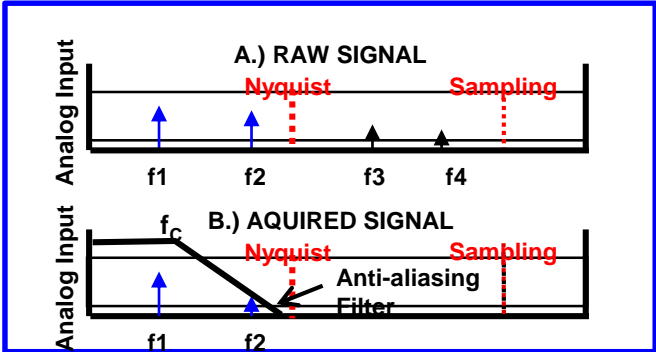 A.) RAW SIGNAL
Analog Input
Nyquist Sampling
f1 f2 f3 f4
B.) AQUIRED SIGNAL
Analog Input
fC
Nyquist Sampling
Anti-aliasing
Filter
f1 f2